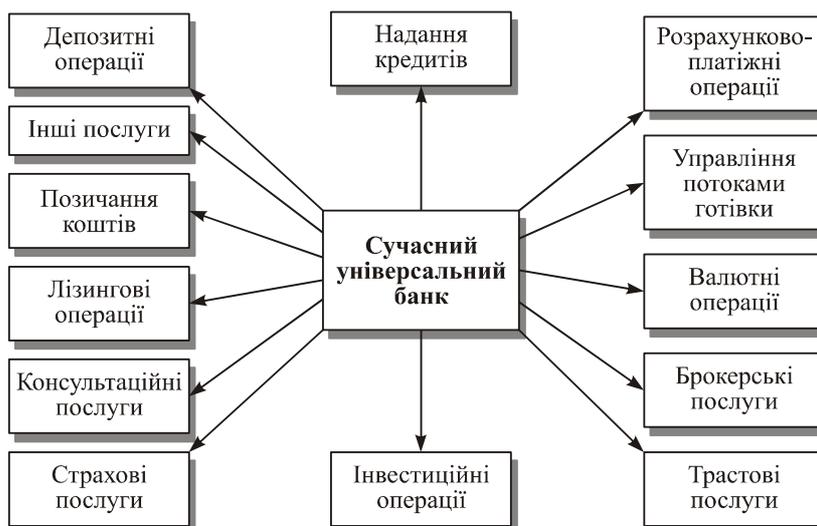 Депозитні
операції
Інші послуги
Позичання
коштів
Лізингові
операції
Консультаційні
послуги
Страхові
послуги
Надання
кредитів
Сучасний
універсальний
банк
Інвестиційні
операції
Розрахунково-
платіжні
операції
Управління
потоками
готівки
Валютні
операції
Брокерські
послуги
Трастові
послуги